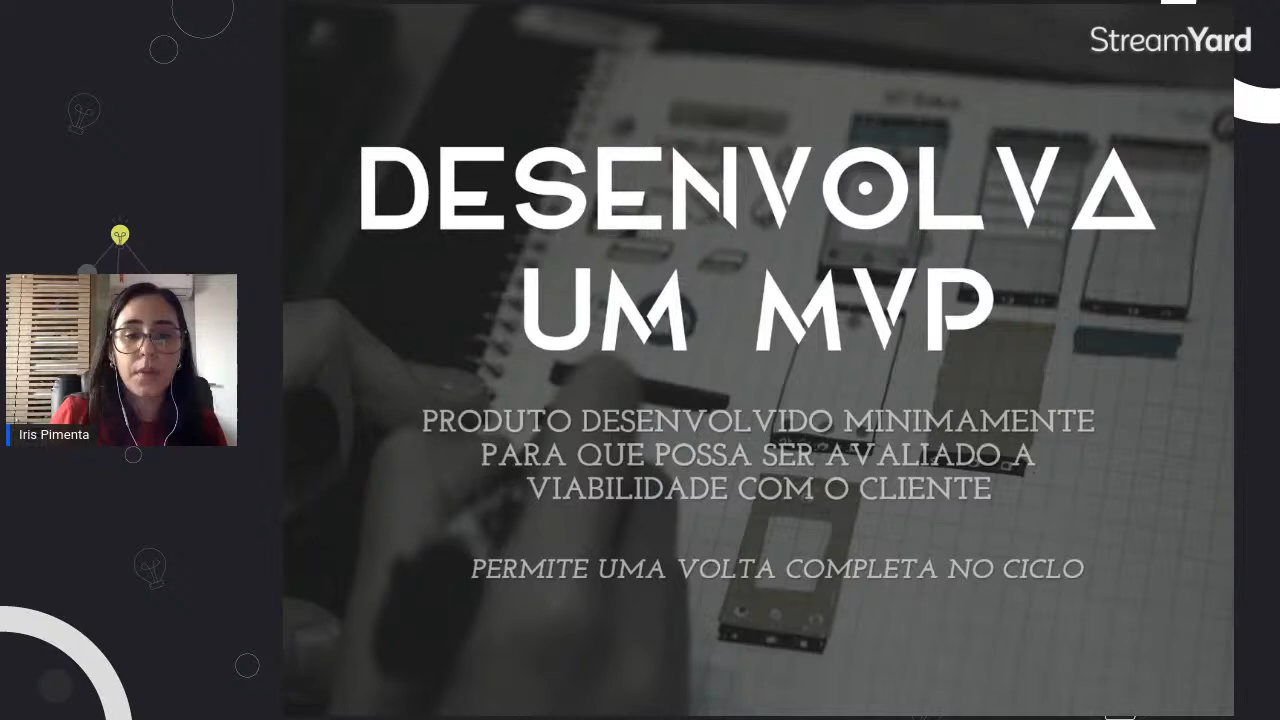 StreamYard
DESENVOLVA
UM MVP
PRODUTO DESENVOLVIDO MINIMAMENTE
PARA QUE POSSA SER AVALIADO A
VIABILIDADE COM O CLIENTE
PERMITE UMA VOLTA COMPLETA NO CICLO
Iris Pimenta